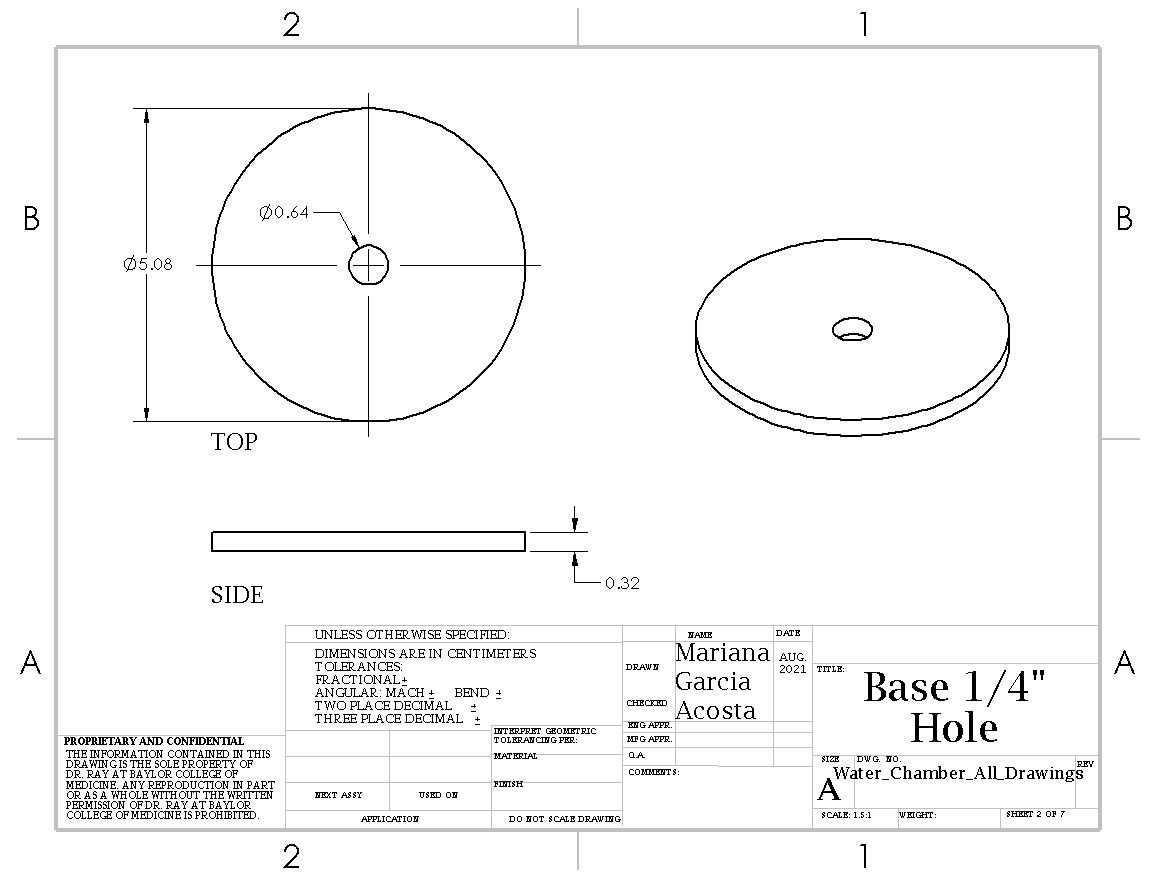 2 1
B B
Ø0.64
Ø5.08
TOP
SIDE
0.32
A A
UNLESS OTHERWISE SPECIFIED:
DIMENSIONS ARE IN CENTIMETERS
TOLERANCES:
FRACTIONAL ±
ANGULAR: MACH ± BEND ±
TWO PLACE DECIMAL ±
THREE PLACE DECIMAL ±
INTERPRET GEOMETRIC
TOLERANCING PER:
MATERIAL
FINISH
NEXT ASSY USED ON
APPLICATION
DO NOT SCALE DRAWING
PROPRIETARY AND CONFIDENTIAL
THE INFORMATION CONTAINED IN THIS
DRAWING IS THE SOLE PROPERTY OF
DR. RAY AT BAYLOR COLLEGE OF
MEDICINE. ANY REPRODUCTION IN PART
OR AS A WHOLE WITHOUT THE WRITTEN
PERMISSION OF DR. RAY AT BAYLOR
COLLEGE OF MEDICINE IS PROHIBITED.
NAME DATE
DRAWN
Mariana
Garcia
Acosta
AUG.
2021
CHECKED
ENG APPR.
MFG APPR.
Q.A.
COMMENTS:
TITLE:
Base 1/4"
Hole
SIZE DWG. NO. REV
A Water_Chamber_All_Drawings
SCALE: 1.5:1 WEIGHT: SHEET 2 OF 7
2 1